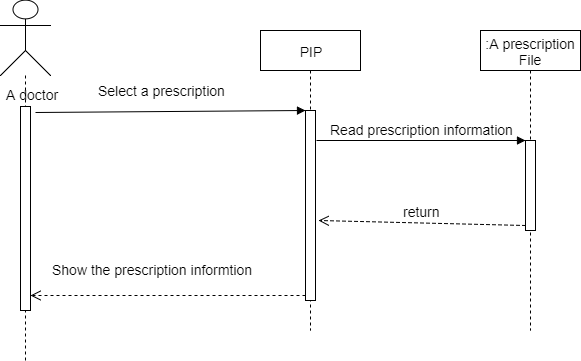 PIP
:A prescription
File
A doctor
Select a prescription
Read prescription information
return
Show the prescription informtion